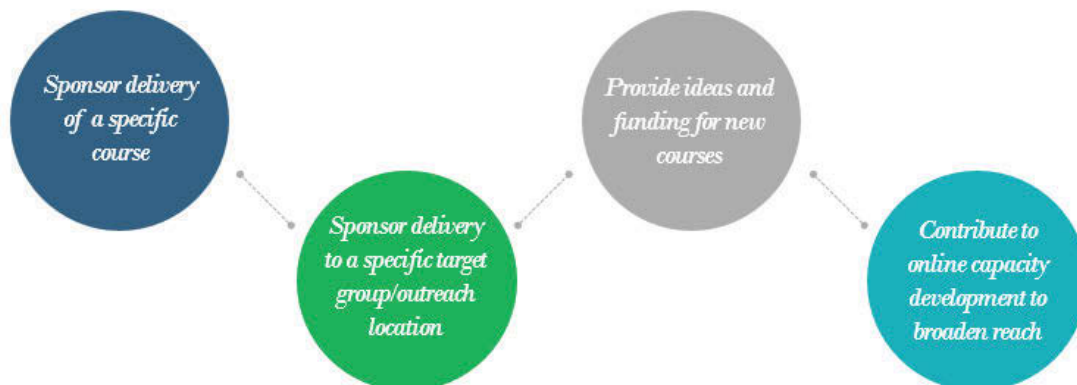 Sponsor delivery
of a specific
course
Sponsor delivery
to a specific target
group/outreach
location
Provide ideas and
funding for new
courses
Contribute to
online capacity
development to
broaden reach